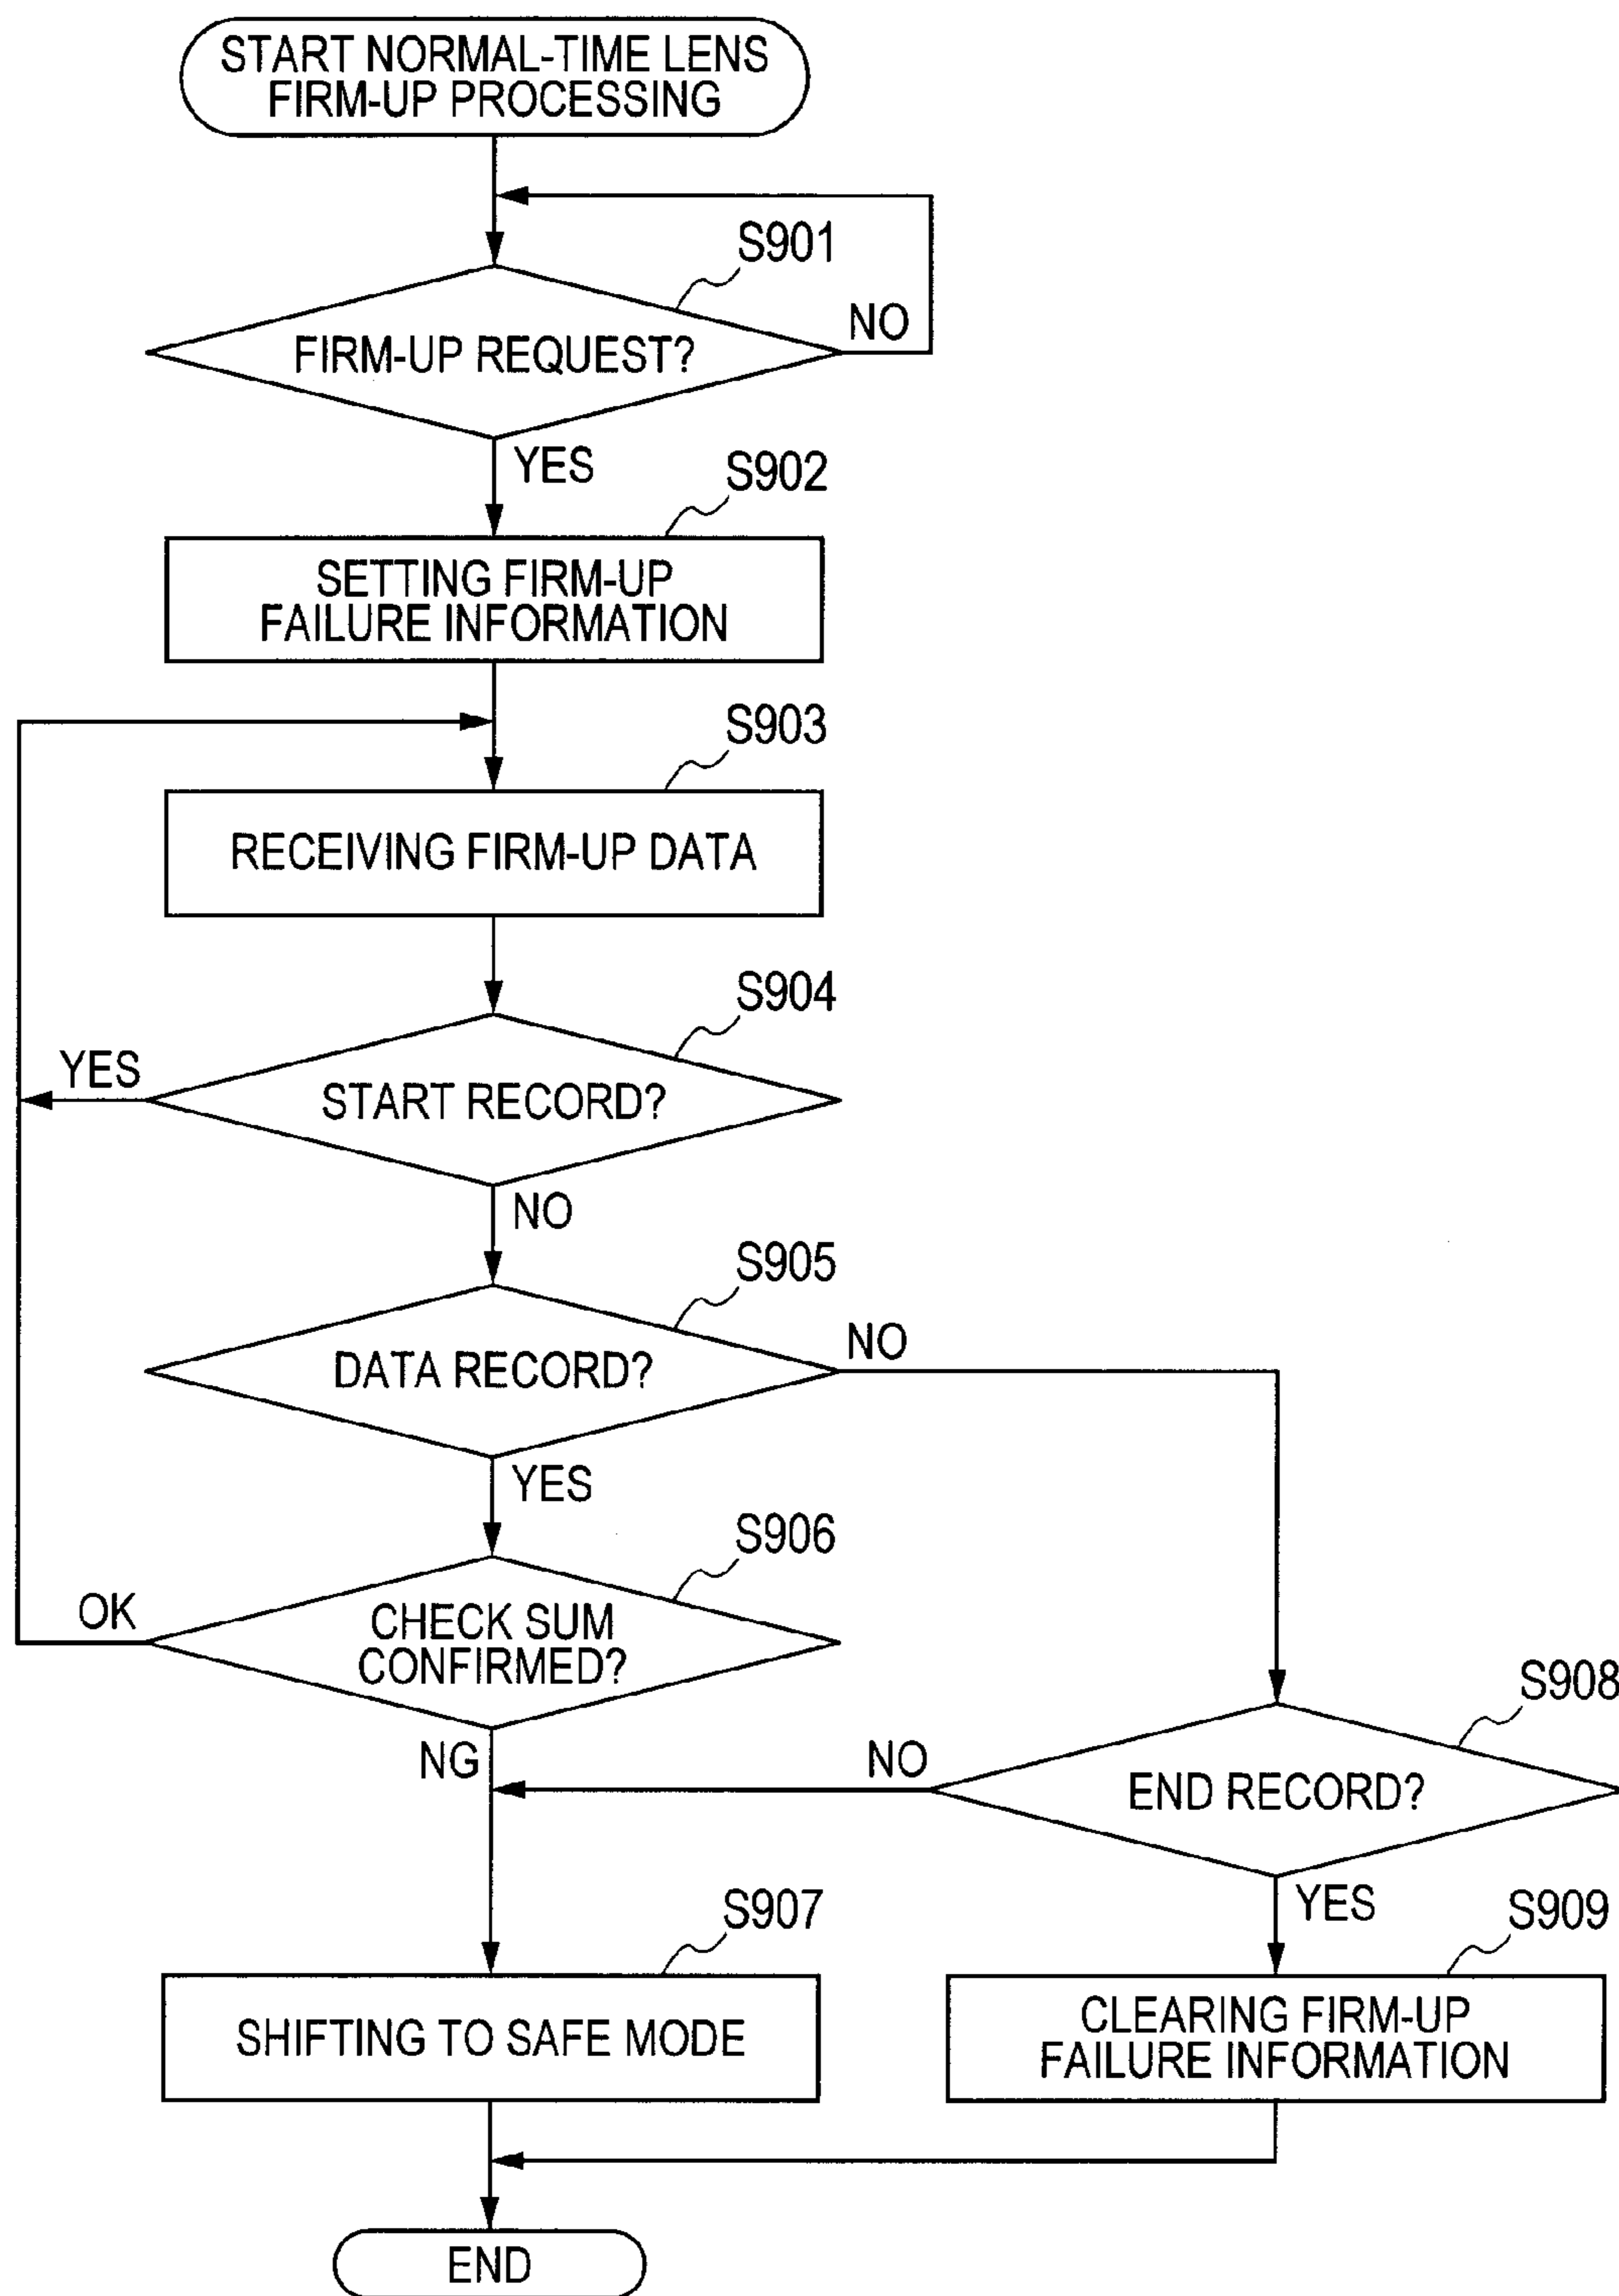 START NORMAL-TIME LENS
FIRM-UP PROCESSING
S901
FIRM-UP REQUEST?
NO
YES
S902
SETTING FIRM-UP
FAILURE INFORMATION
S903
RECEIVING FIRM-UP DATA
S904
YES
START RECORD?
NO
S905
DATA RECORD?
NO
YES
S906
OK
CHECK SUM
CONFIRMED?
NG
S908
NO
END RECORD?
YES
S907
SHIFTING TO SAFE MODE
S909
CLEARING FIRM-UP
FAILURE INFORMATION
END